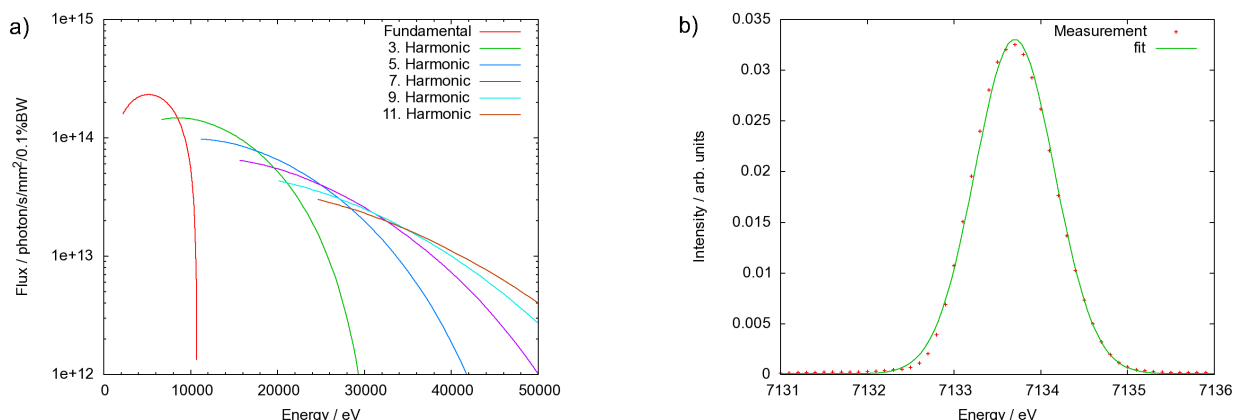 a)
Flux / photon/s/mm²/0.1%BW
1e+15
1e+14
1e+13
1e+12
Fundamental
3. Harmonic
5. Harmonic
7. Harmonic
9. Harmonic
11. Harmonic
0 10000 20000 30000 40000 50000
Energy / eV
b)
Intensity / arb. units
0.035
0.03
0.025
0.02
0.015
0.01
0.005
0
Measurement
fit
7131 7132 7133 7134 7135 7136
Energy / eV